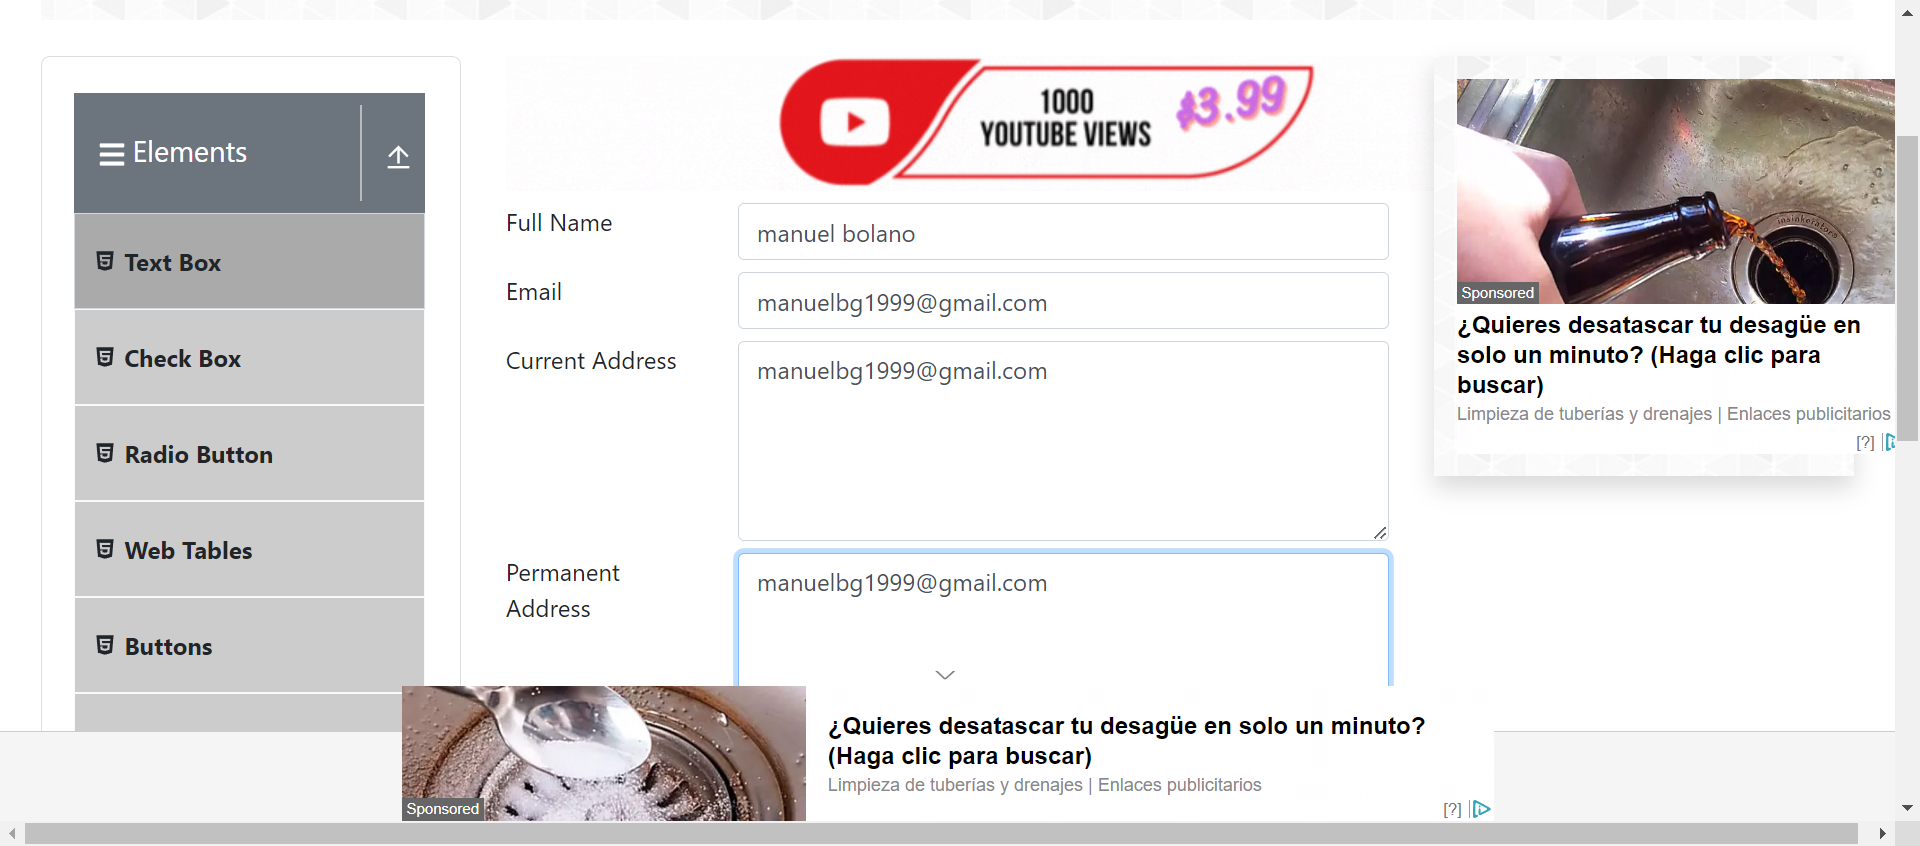 Elements
Text Box
Check Box
Radio Button
Web Tables
Buttons
1000
YOUTUBE VIEWS
$3.99
Full Name
manuel bolano
Email
manuelbg1999@gmail.com
Current Address
manuelbg1999@gmail.com
Permanent
Address
manuelbg1999@gmail.com
insinkerator
Sponsored
¿Quieres desatascar tu desagüe en
solo un minuto? (Haga clic para
buscar)
Limpieza de tuberías y drenajes | Enlaces publicitarios
[?]
Sponsored
¿Quieres desatascar tu desagüe en solo un minuto?
(Haga clic para buscar)
Limpieza de tuberías y drenajes | Enlaces publicitarios
[?]